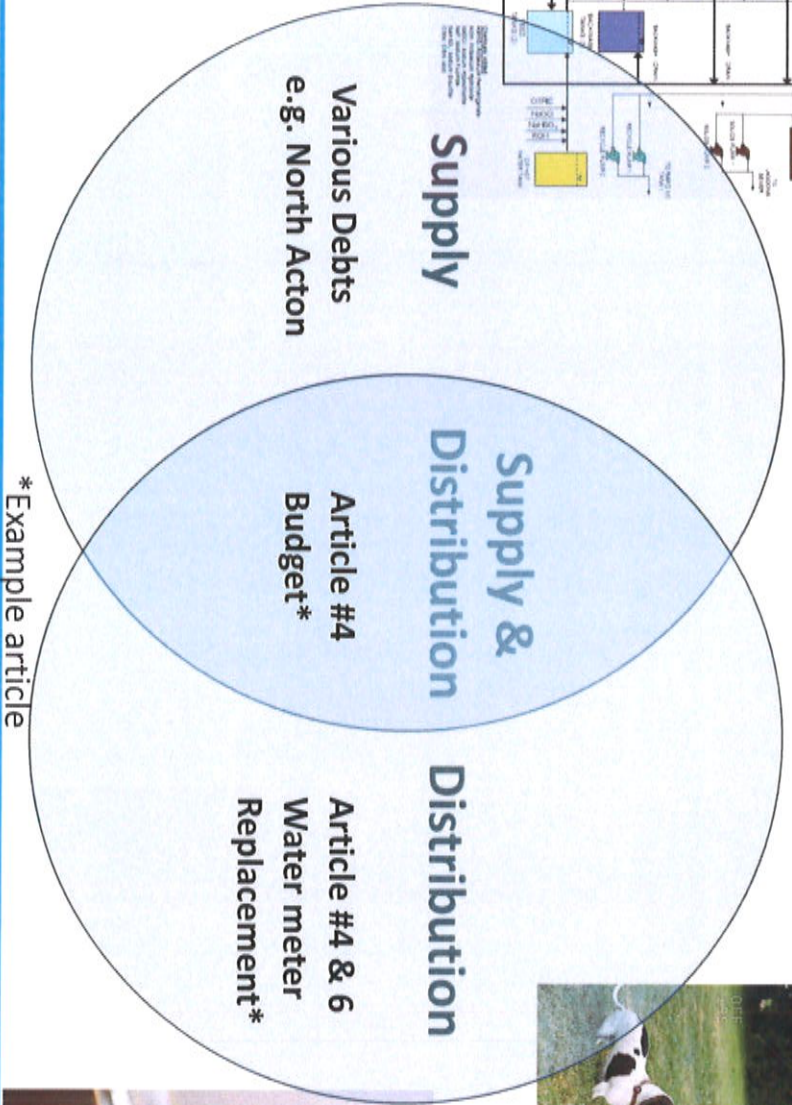 Supply
Various Debts
e.g. North Acton
Supply &
Distribution
Article #4
Budget*
Distribution
Article #4 & 6
Water meter
Replacement*
*Example article